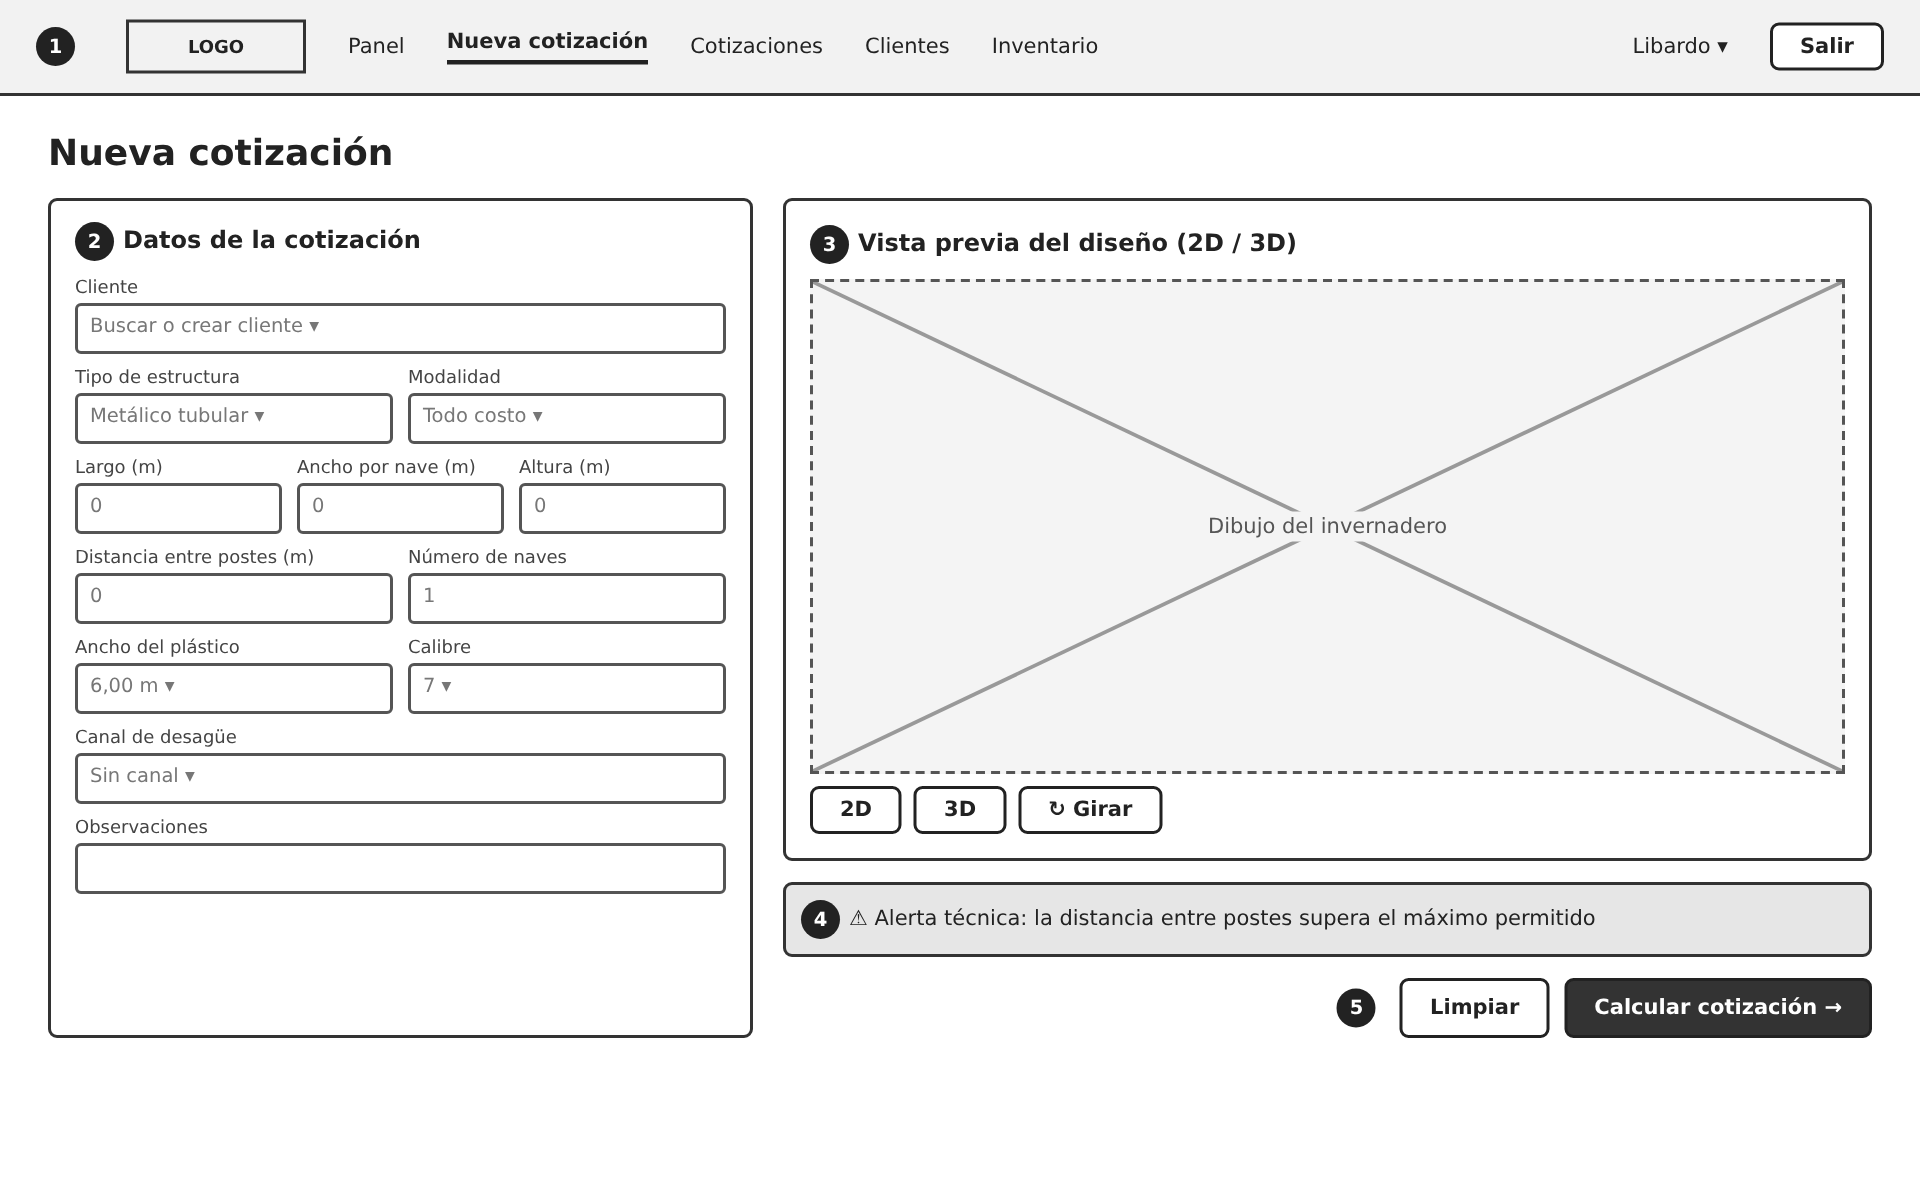 1 LOGO Panel Nueva cotización Cotizaciones Clientes Inventario Libardo ▾ Salir
Nueva cotización
2 Datos de la cotización
Cliente
Buscar o crear cliente ▾
Tipo de estructura Modalidad
Metálico tubular ▾ Todo costo ▾
Largo (m) Ancho por nave (m) Altura (m)
0 0 0
Distancia entre postes (m) Número de naves
0 1
Ancho del plástico Calibre
6,00 m ▾ 7 ▾
Canal de desagüe
Sin canal ▾
Observaciones
3 Vista previa del diseño (2D / 3D)
Dibujo del invernadero
2D 3D ↻ Girar
4 ⚠ Alerta técnica: la distancia entre postes supera el máximo permitido
5 Limpiar Calcular cotización →